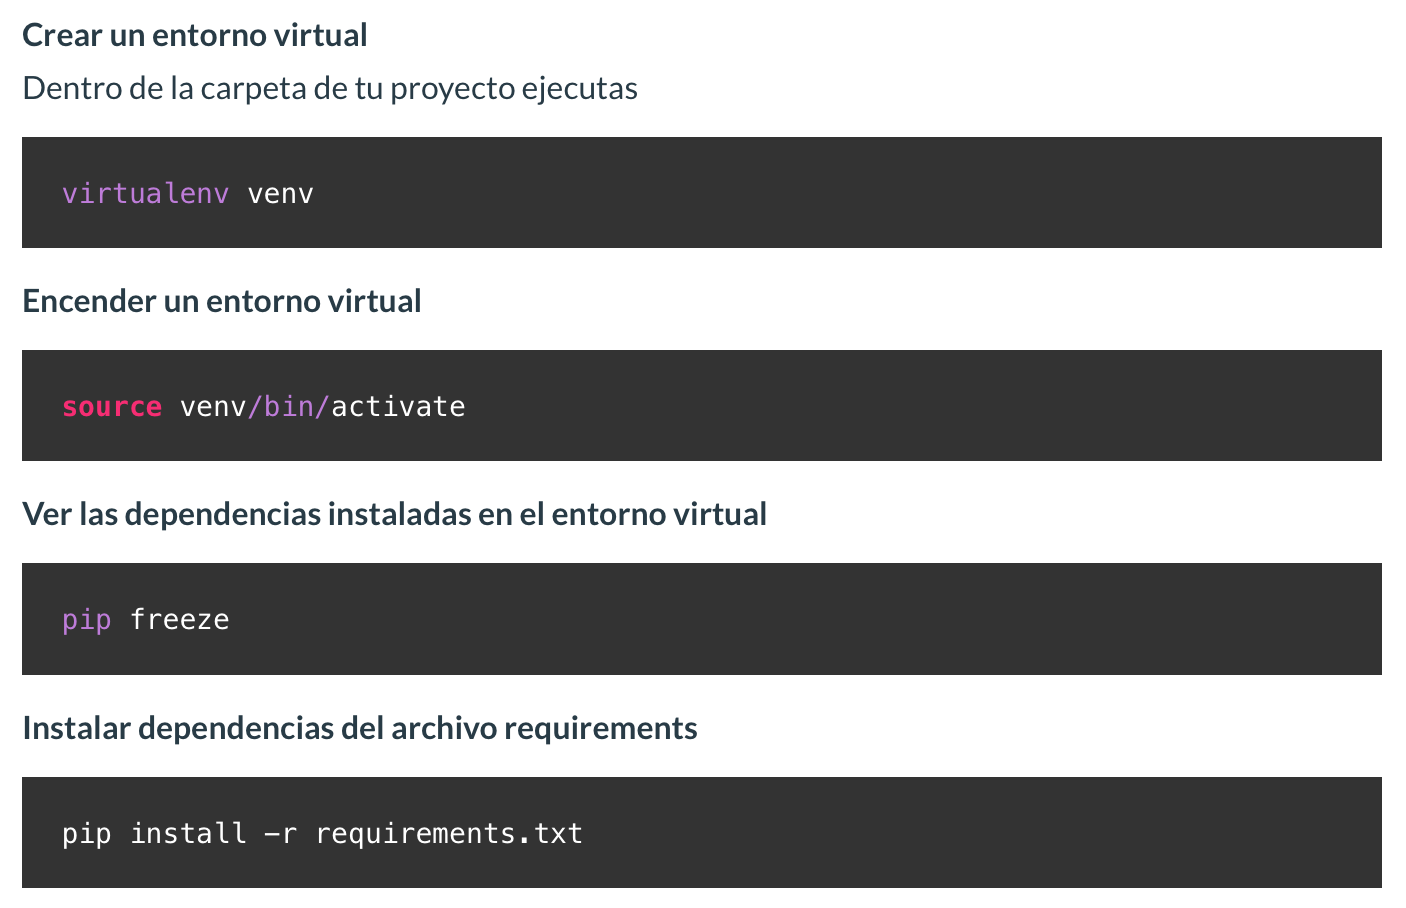 Crear un entorno virtual
Dentro de la carpeta de tu proyecto ejecutas
virtualenv venv
Encender un entorno virtual
source venv/bin/activate
Ver las dependencias instaladas en el entorno virtual
pip freeze
Instalar dependencias del archivo requirements
pip install -r requirements.txt